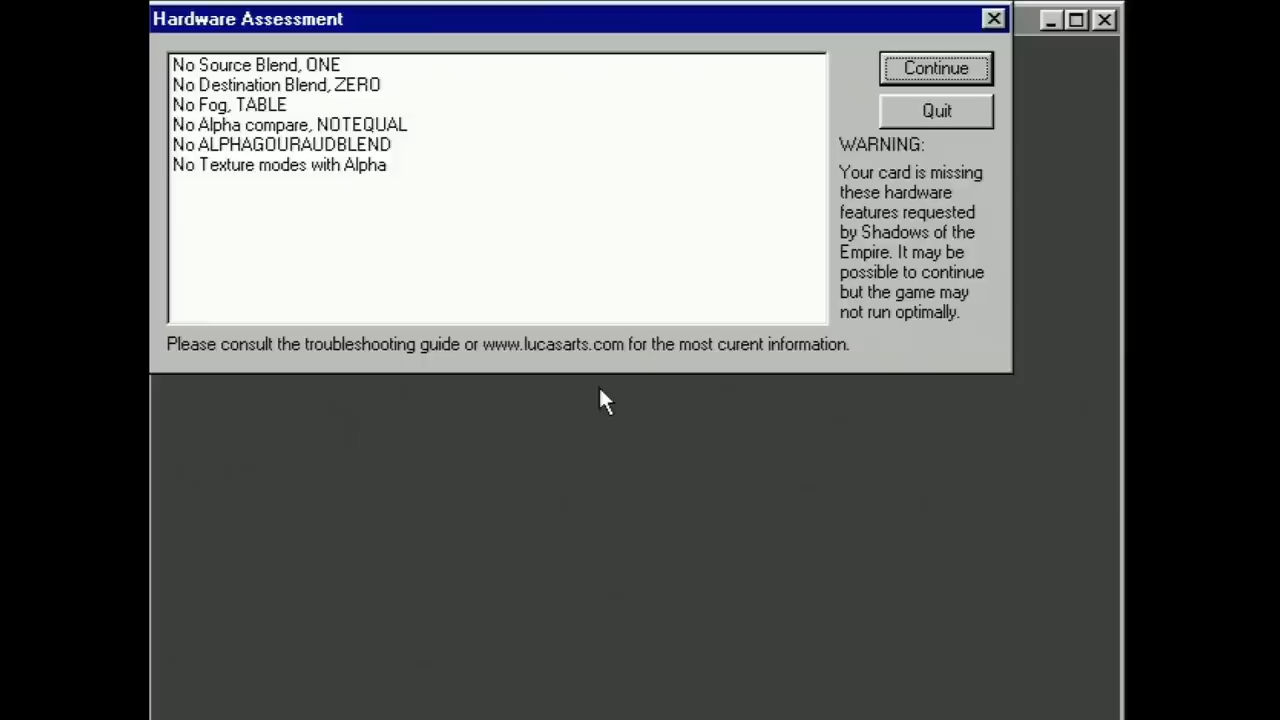 Hardware Assessment
No Source Blend, ONE
No Destination Blend, ZERO
No Fog, TABLE
No Alpha compare, NOTEQUAL
No ALPHAGOURAUDBLEND
No Texture modes with Alpha
Continue
Quit
WARNING:
Your card is missing
these hardware
features requested
by Shadows of the
Empire. It may be
possible to continue
but the game may
not run optimally.
Please consult the troubleshooting guide or www.lucasarts.com for the most curent information.